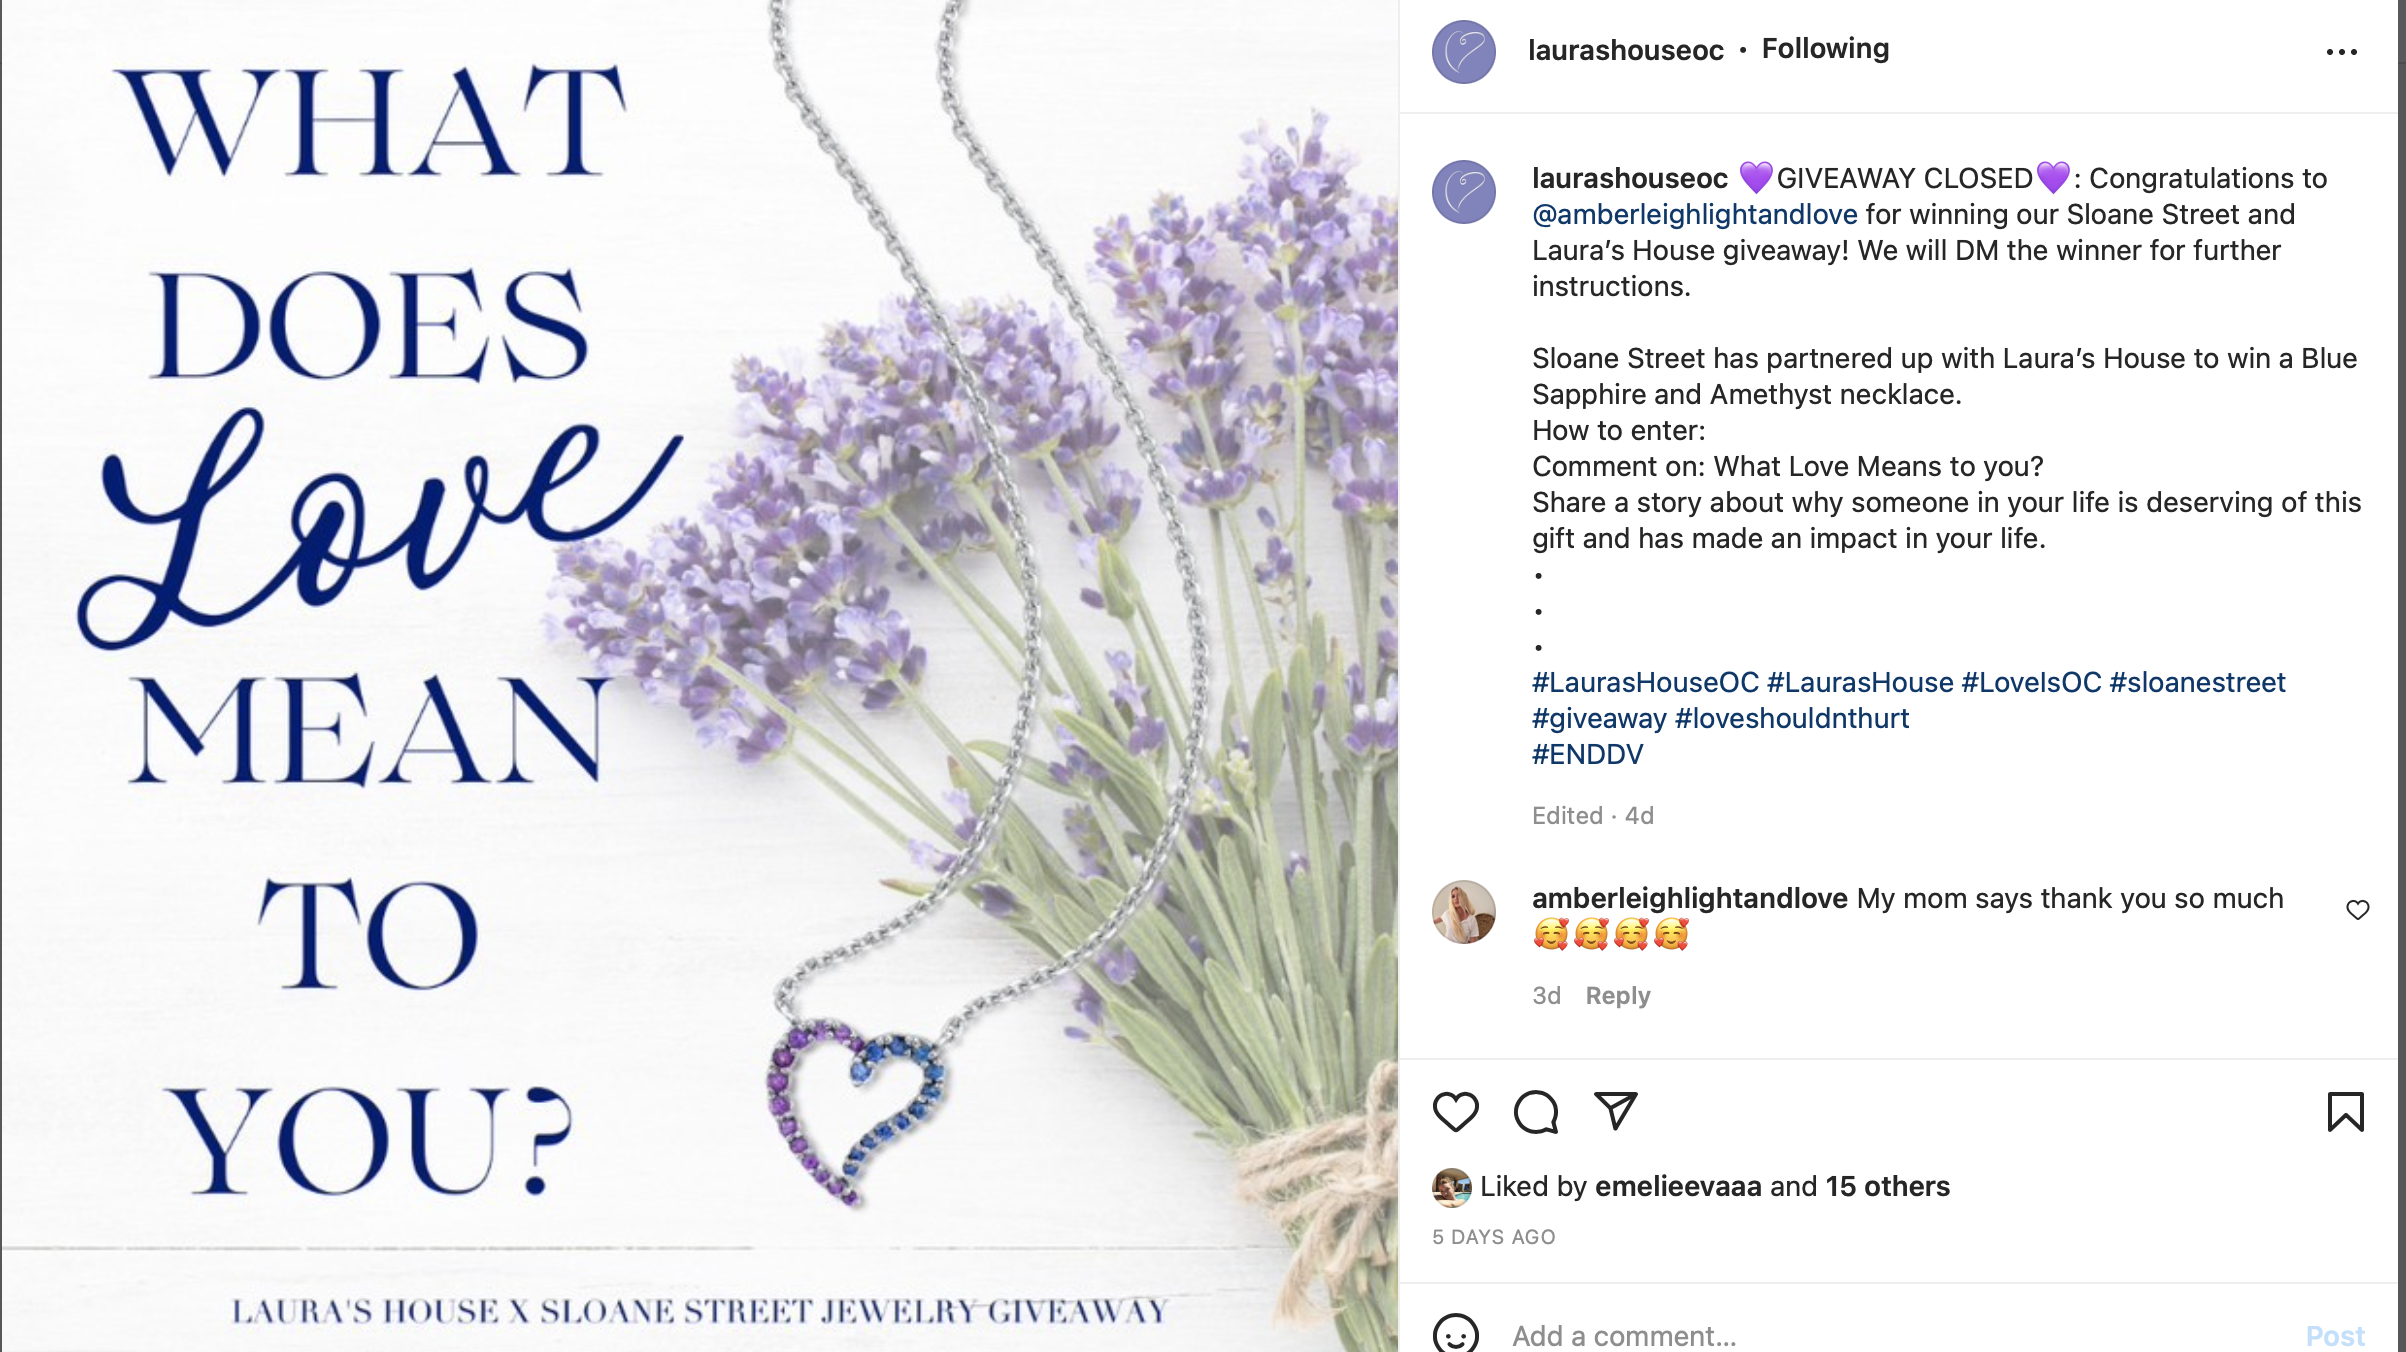 WHAT
DOES
Love
MEAN
TO
YOU?
LAURA'S HOUSE X SLOANE STREET JEWELRY GIVEAWAY
laurashouseoc • Following
laurashouseoc 💜GIVEAWAY CLOSED💜: Congratulations to
@amberleighlightandlove for winning our Sloane Street and
Laura’s House giveaway! We will DM the winner for further
instructions.
Sloane Street has partnered up with Laura’s House to win a Blue
Sapphire and Amethyst necklace.
How to enter:
Comment on: What Love Means to you?
Share a story about why someone in your life is deserving of this
gift and has made an impact in your life.
•
•
•
#LaurasHouseOC #LaurasHouse #LoveIsOC #sloanestreet
#giveaway #loveshouldnthurt
#ENDDV
Edited · 4d
amberleighlightandlove My mom says thank you so much
🥰🥰🥰🥰
3d Reply
Liked by emelieevaaa and 15 others
5 DAYS AGO
Add a comment...
Post